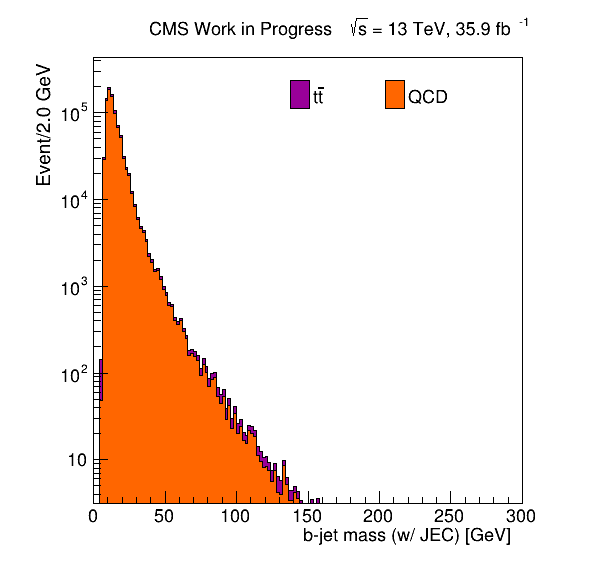 CMS Work in Progress √s = 13 TeV, 35.9 fb⁻¹
Event/2.0 GeV
tt̄ QCD
10⁵
10⁴
10³
10²
10
0 50 100 150 200 250 300
b-jet mass (w/ JEC) [GeV]